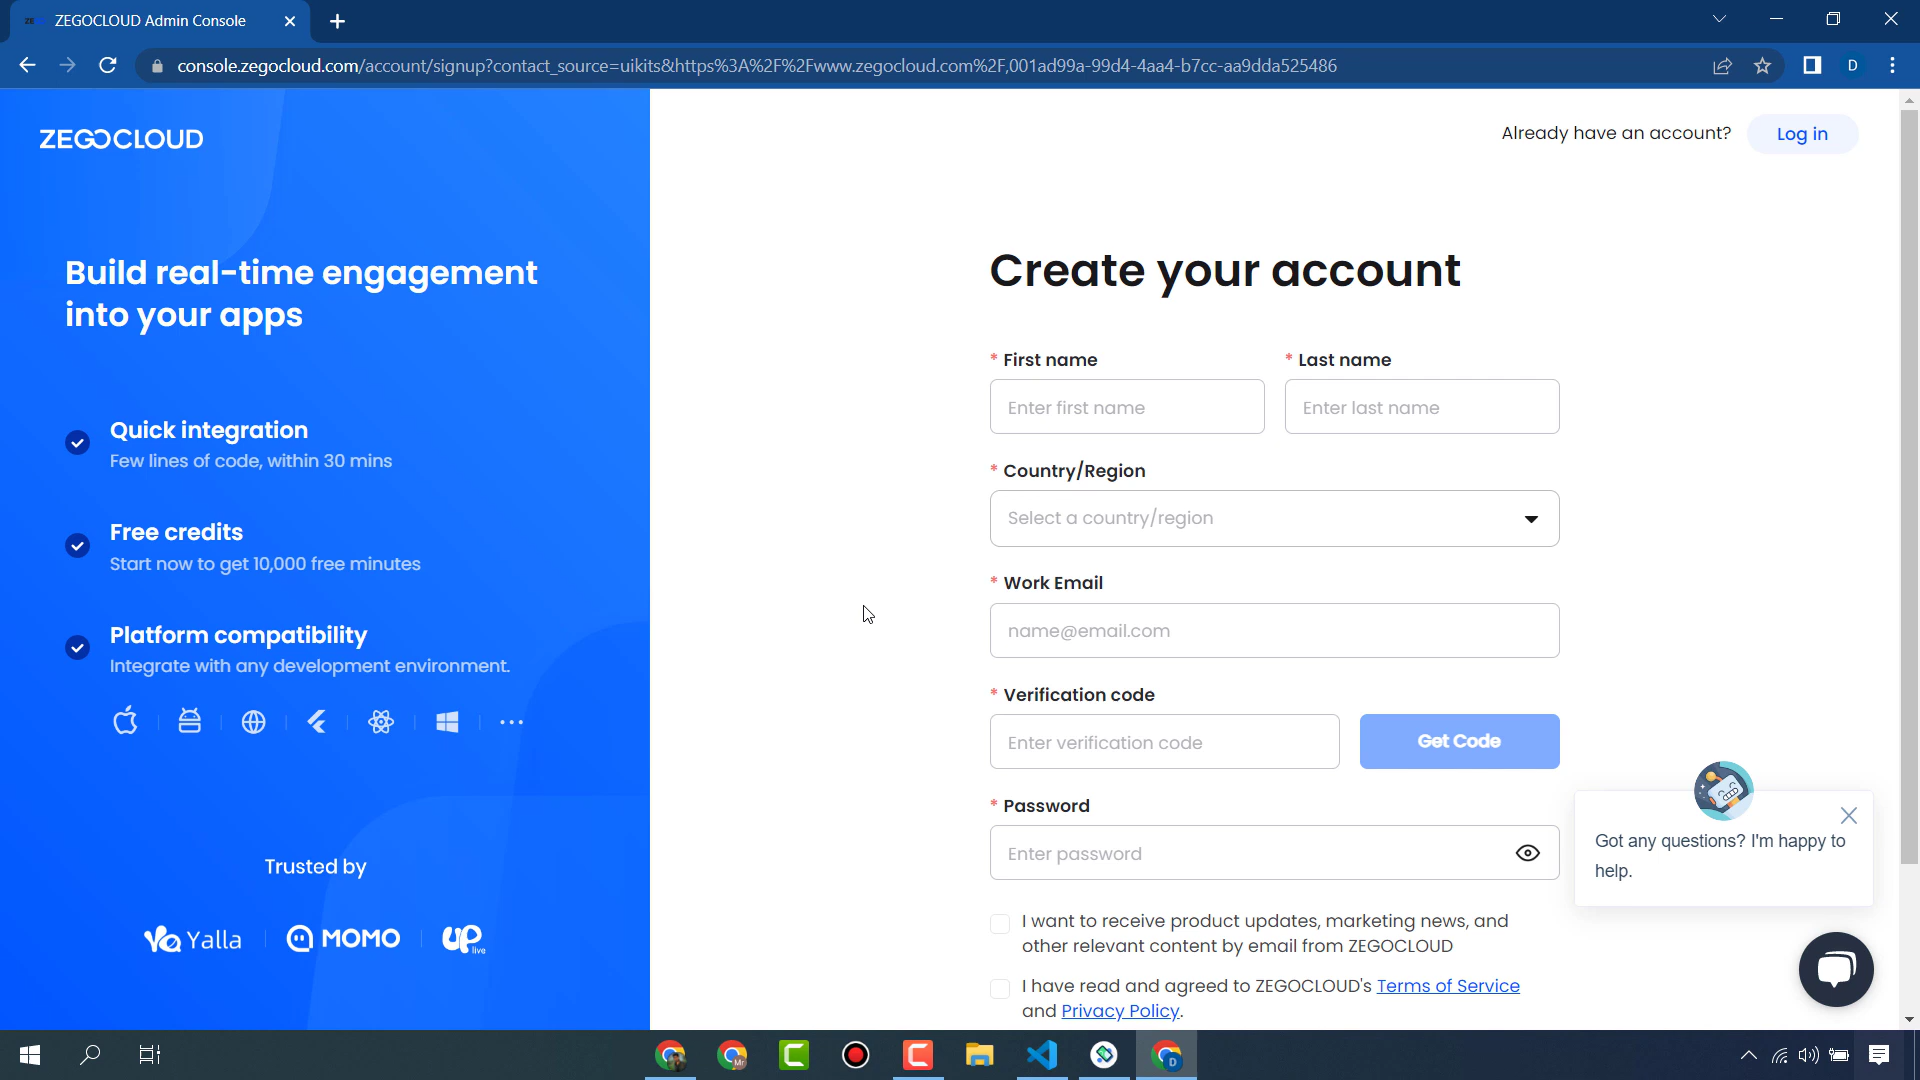 ZEGOCLOUD Admin Console
console.zegocloud.com/account/signup?contact_source=uikits&https%3A%2F%2Fwww.zegocloud.com%2F,001ad99a-99d4-4aa4-b7cc-aa9dda525486
D
ZEGOCLOUD
Already have an account?
Log in
Build real-time engagement
into your apps
Quick integration
Few lines of code, within 30 mins
Free credits
Start now to get 10,000 free minutes
Platform compatibility
Integrate with any development environment.
Trusted by
Yalla
MOMO
UP live
Create your account
* First name
* Last name
Enter first name
Enter last name
* Country/Region
Select a country/region
* Work Email
name@email.com
* Verification code
Enter verification code
Get Code
* Password
Enter password
I want to receive product updates, marketing news, and
other relevant content by email from ZEGOCLOUD
I have read and agreed to ZEGOCLOUD's Terms of Service
and Privacy Policy.
Got any questions? I'm happy to
help.
Mr
D